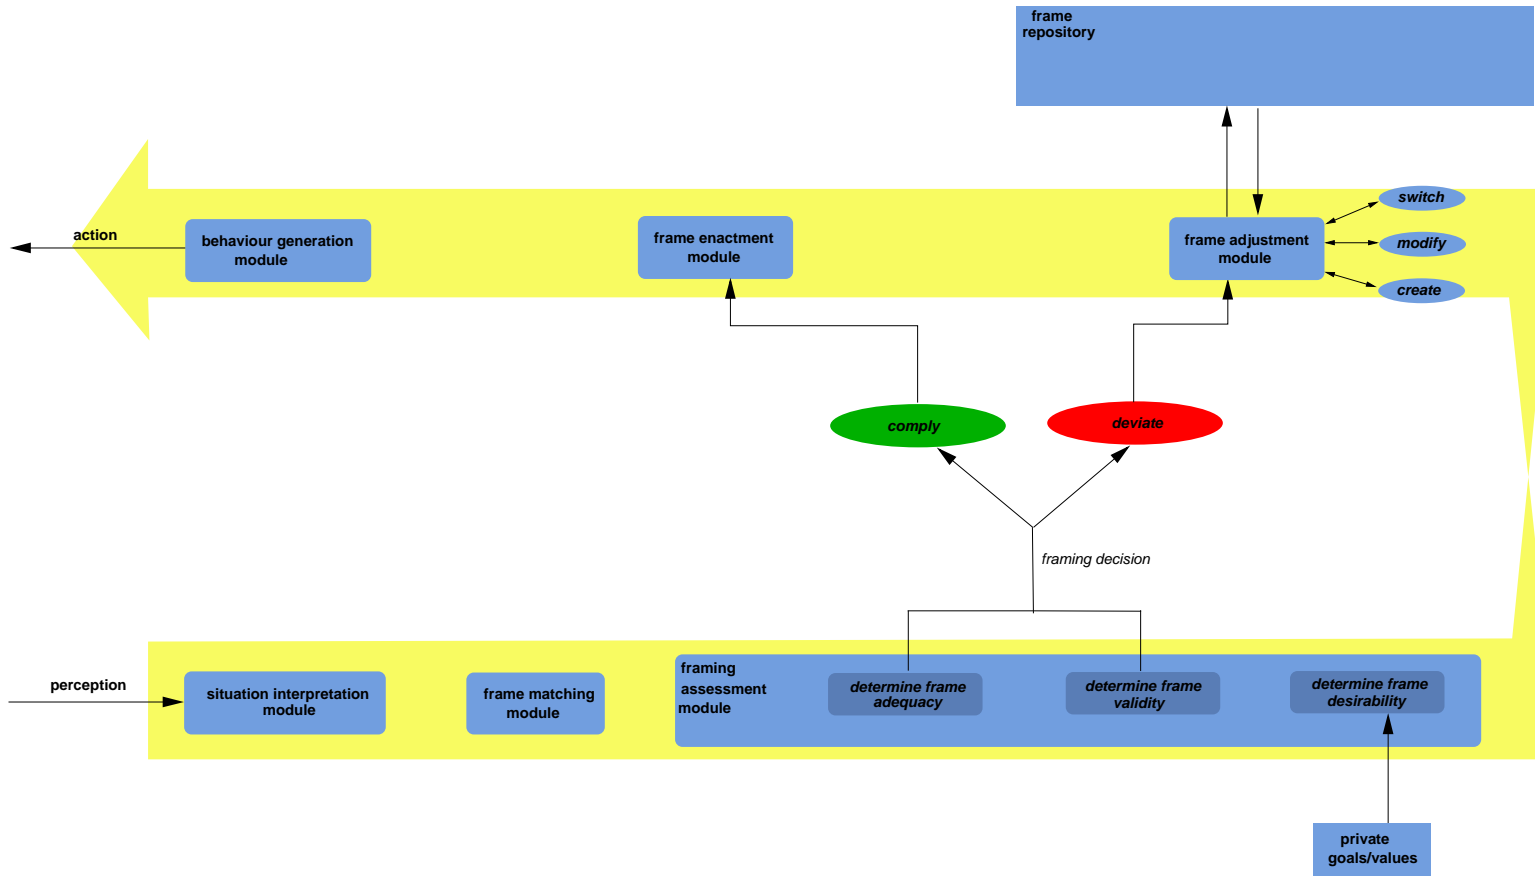 frame
repository
switch
action
behaviour generation
module
frame enactment
module
frame adjustment
module
modify
create
comply
deviate
framing decision
perception
situation interpretation
module
frame matching
module
framing
assessment
module
determine frame
adequacy
determine frame
validity
determine frame
desirability
private
goals/values